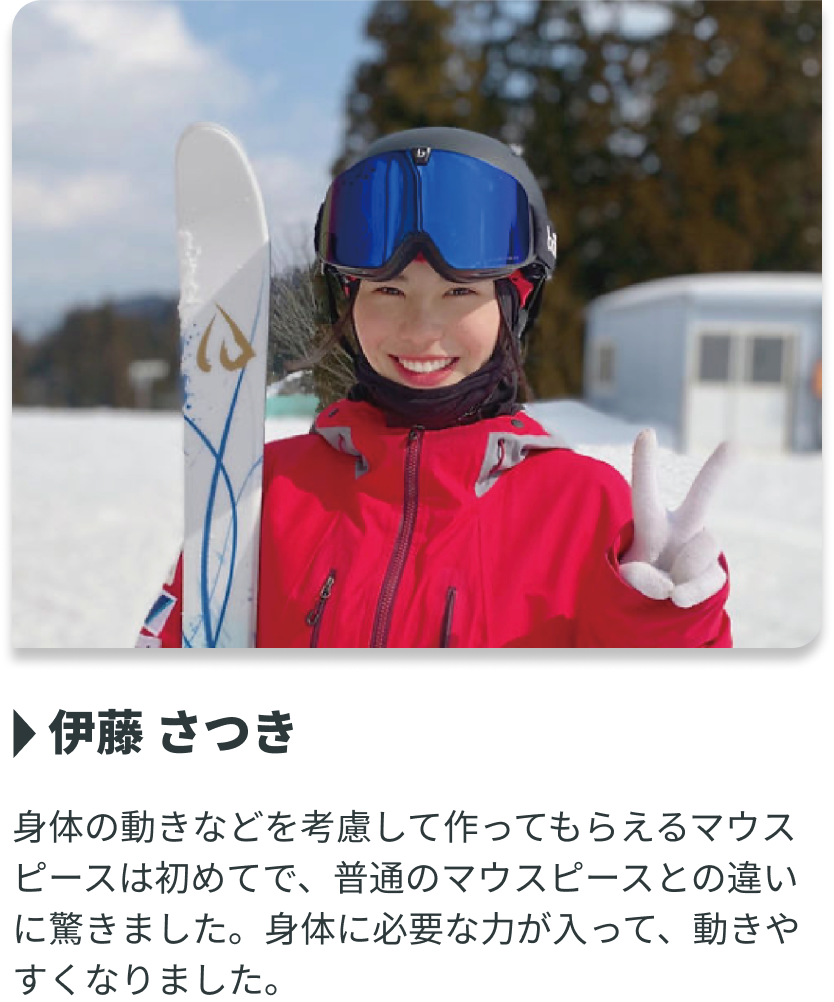 伊藤 さつき
身体の動きなどを考慮して作ってもらえるマウス
ピースは初めてで、普通のマウスピースとの違い
に驚きました。身体に必要な力が入って、動きや
すくなりました。